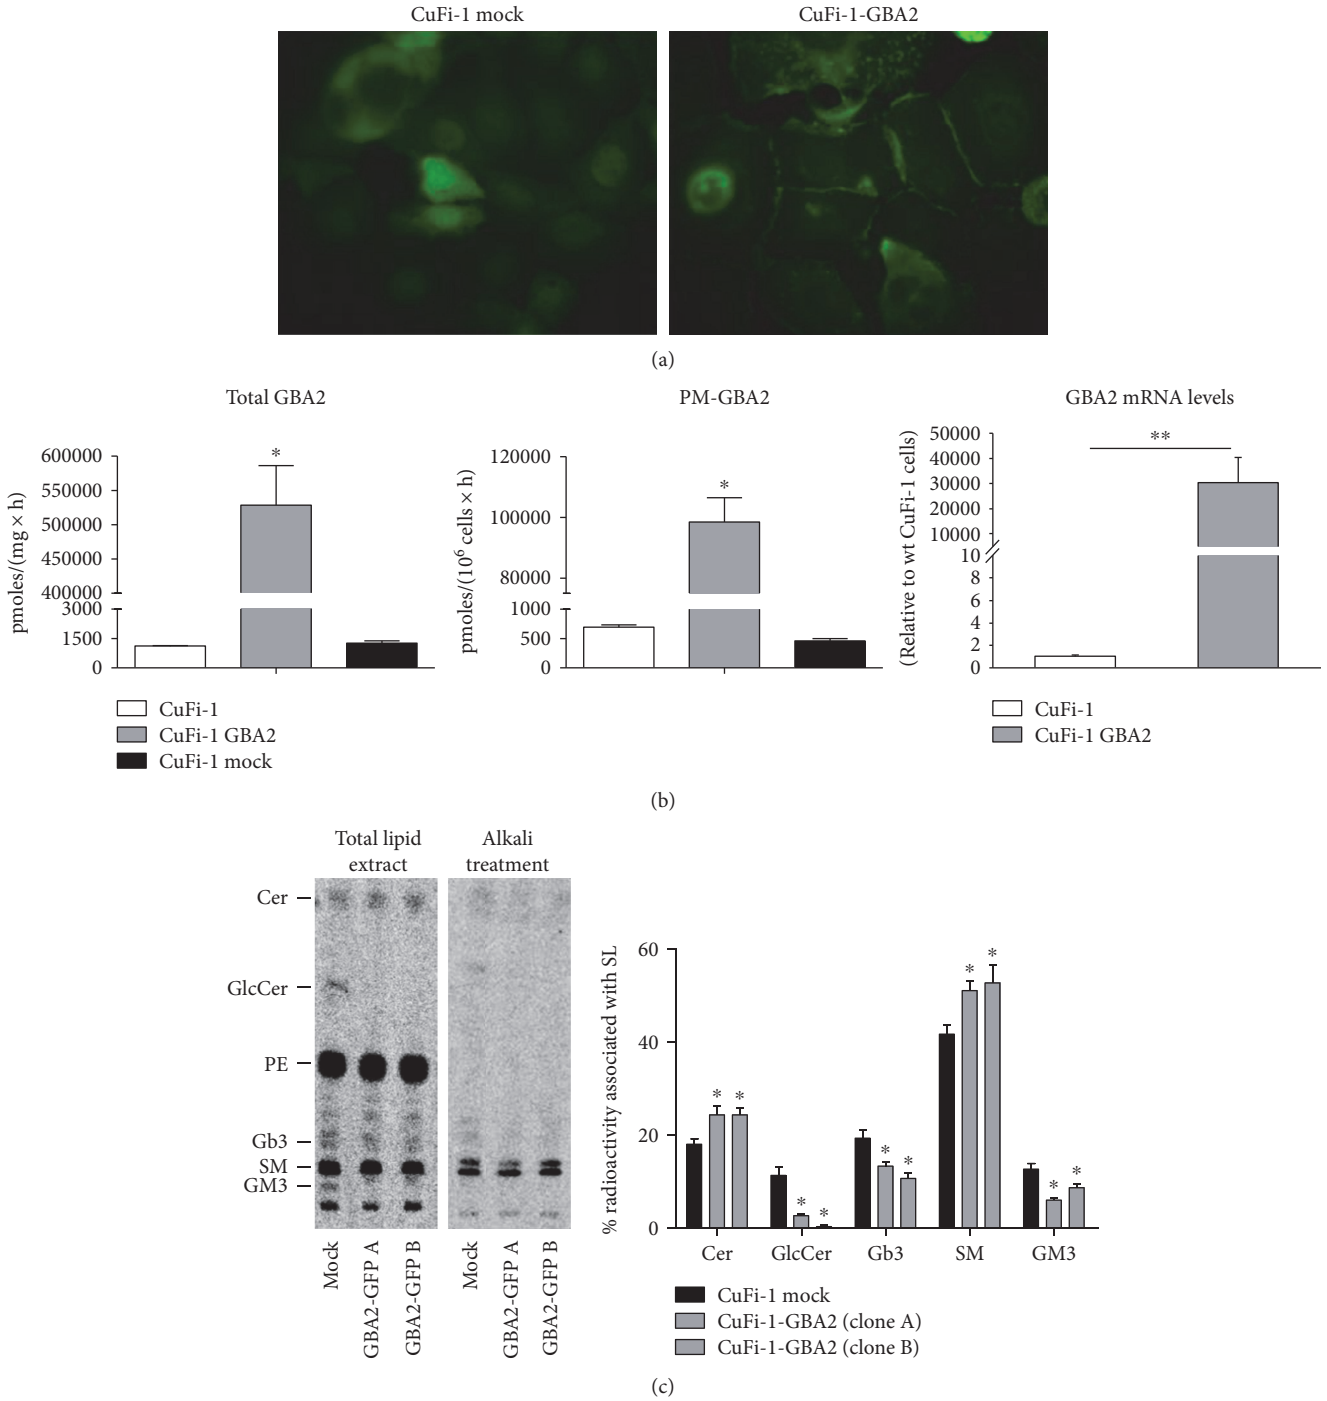 CuFi-1 mock
CuFi-1-GBA2
(a)
Total GBA2
pmoles/(mg × h)
600000
550000
500000
450000
400000
3000
1500
0
*
CuFi-1
CuFi-1 GBA2
CuFi-1 mock
PM-GBA2
pmoles/(10⁶ cells × h)
120000
100000
80000
1000
500
0
*
GBA2 mRNA levels
(Relative to wt CuFi-1 cells)
50000
40000
30000
20000
10000
10
8
6
4
2
0
**
CuFi-1
CuFi-1 GBA2
(b)
Total lipid
extract
Alkali
treatment
Cer
GlcCer
PE
Gb3
SM
GM3
Mock
GBA2-GFP A
GBA2-GFP B
Mock
GBA2-GFP A
GBA2-GFP B
% radioactivity associated with SL
60
40
20
0
* *
* *
* *
* *
* *
Cer
GlcCer
Gb3
SM
GM3
CuFi-1 mock
CuFi-1-GBA2 (clone A)
CuFi-1-GBA2 (clone B)
(c)